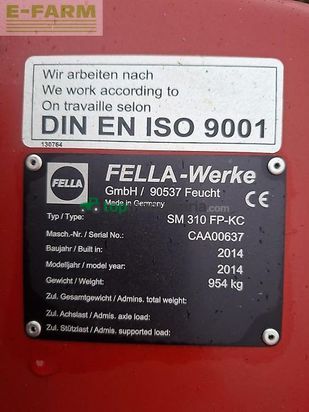 E-FARM
Wir arbeiten nach
We work according to
On travaille selon
DIN EN ISO 9001
130764
FELLA
FELLA-Werke
GmbH / 90537 Feucht
Made in Germany
CE
Typ / Type: SM 310 FP-KC
Masch.-Nr. / Serial No.: CAA00637
Baujahr / Built in: 2014
Modelljahr / model year: 2014
Gewicht / Weight: 954 kg
Zul. Gesamtgewicht / Admins. total weight:
Zul. Achslast / Admis. axle load:
Zul. Stützlast / Adm. supported load: